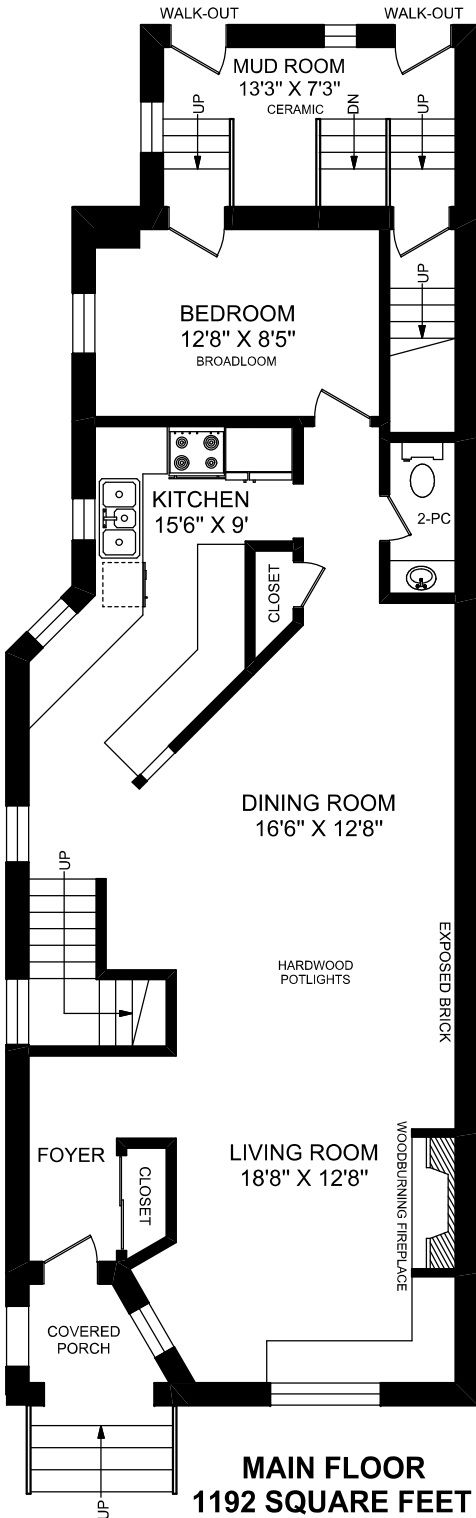 WALK-OUT
WALK-OUT
MUD ROOM
13'3" X 7'3"
CERAMIC
UP
DN
UP
UP
BEDROOM
12'8" X 8'5"
BROADLOOM
KITCHEN
15'6" X 9'
2-PC
CLOSET
DINING ROOM
16'6" X 12'8"
UP
HARDWOOD
POTLIGHTS
EXPOSED BRICK
FOYER
CLOSET
LIVING ROOM
18'8" X 12'8"
WOODBURNING FIREPLACE
COVERED
PORCH
UP
MAIN FLOOR
1192 SQUARE FEET